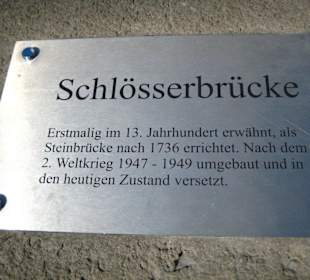 Schlösserbrücke
Erstmalig im 13. Jahrhundert erwähnt, als
Steinbrücke nach 1736 errichtet. Nach dem
2. Weltkrieg 1947 - 1949 umgebaut und in
den heutigen Zustand versetzt.